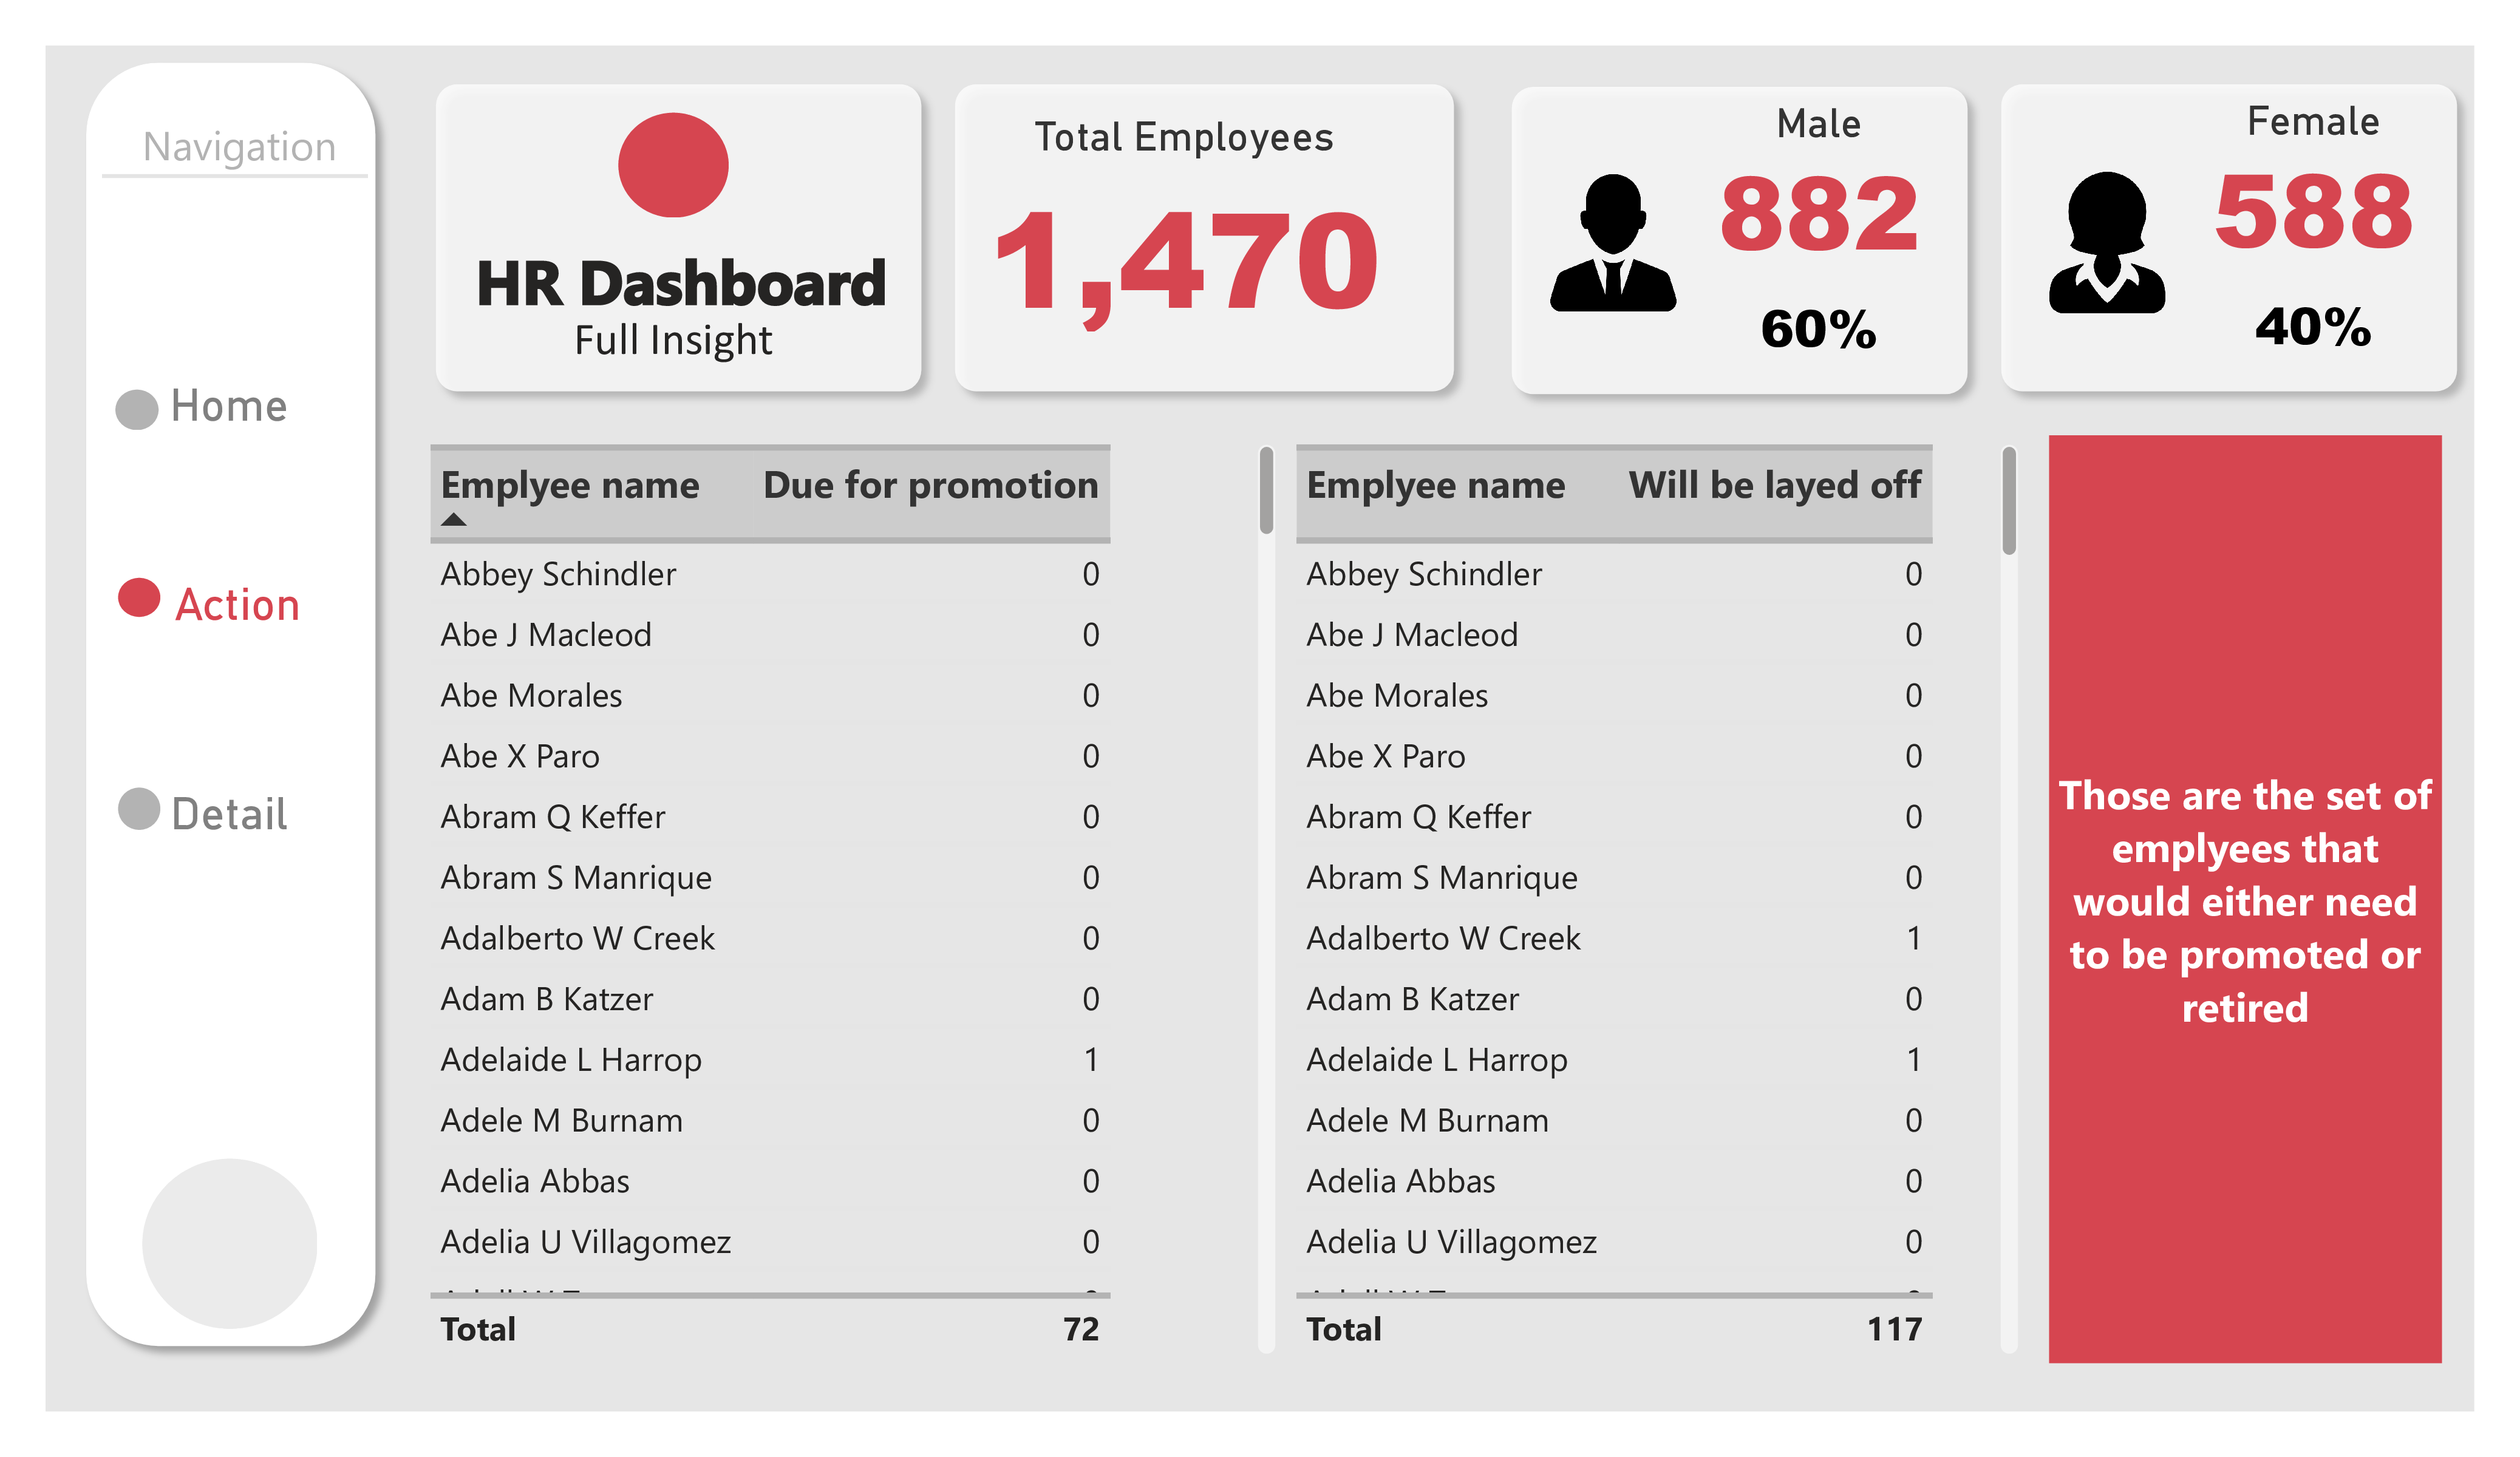 Navigation
Home
Action
Detail
HR Dashboard
Full Insight
Total Employees
1,470
Male
882
60%
Female
588
40%
Emplyee name Due for promotion
Abbey Schindler 0
Abe J Macleod 0
Abe Morales 0
Abe X Paro 0
Abram Q Keffer 0
Abram S Manrique 0
Adalberto W Creek 0
Adam B Katzer 0
Adelaide L Harrop 1
Adele M Burnam 0
Adelia Abbas 0
Adelia U Villagomez 0
Total 72
Emplyee name Will be layed off
Abbey Schindler 0
Abe J Macleod 0
Abe Morales 0
Abe X Paro 0
Abram Q Keffer 0
Abram S Manrique 0
Adalberto W Creek 1
Adam B Katzer 0
Adelaide L Harrop 1
Adele M Burnam 0
Adelia Abbas 0
Adelia U Villagomez 0
Total 117
Those are the set of
emplyees that
would either need
to be promoted or
retired